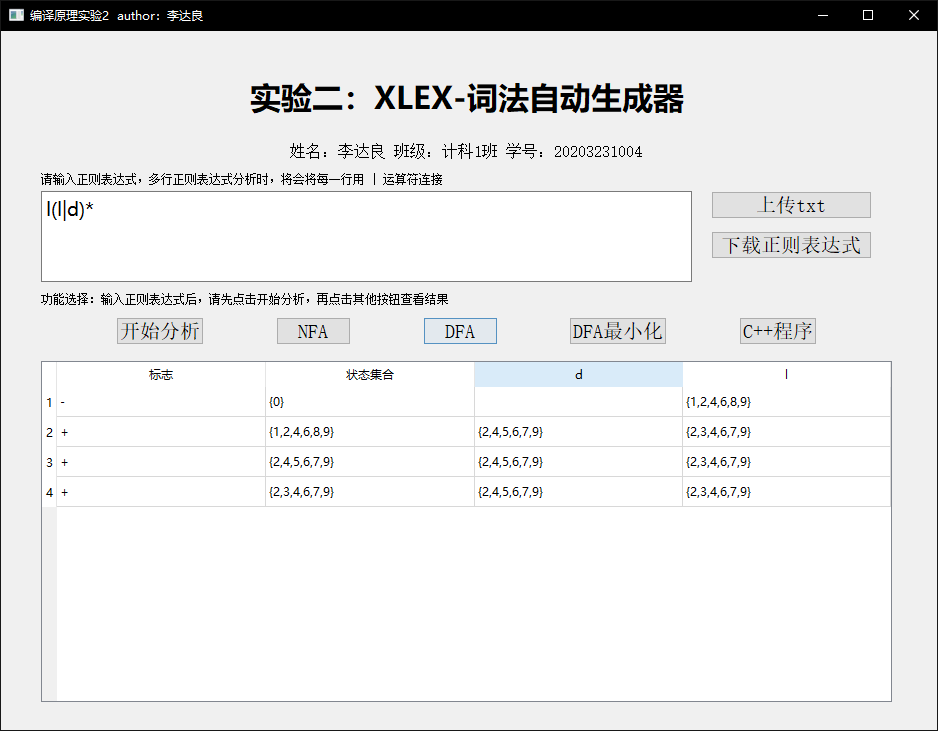 编译原理实验2 author: 李达良
实验二：XLEX-词法自动生成器
姓名：李达良 班级：计科1班 学号：20203231004
请输入正则表达式，多行正则表达式分析时，将会将每一行用 | 运算符连接
l(l|d)*
上传txt
下载正则表达式
功能选择：输入正则表达式后，请先点击开始分析，再点击其他按钮查看结果
开始分析 NFA DFA DFA最小化 C++程序
标志 状态集合 d l
1 - {0} {1,2,4,6,8,9}
2 + {1,2,4,6,8,9} {2,4,5,6,7,9} {2,3,4,6,7,9}
3 + {2,4,5,6,7,9} {2,4,5,6,7,9} {2,3,4,6,7,9}
4 + {2,3,4,6,7,9} {2,4,5,6,7,9} {2,3,4,6,7,9}